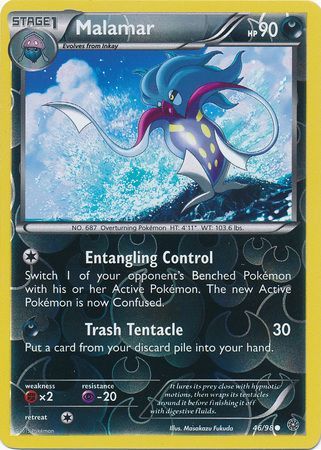 STAGE1
Malamar
HP 90
Evolves from Inkay
NO. 687 Overturning Pokémon HT: 4'11" WT: 103.6 lbs.
Entangling Control
Switch 1 of your opponent's Benched Pokémon
with his or her Active Pokémon. The new Active
Pokémon is now Confused.
Trash Tentacle 30
Put a card from your discard pile into your hand.
weakness
×2
resistance
-20
retreat
It lures its prey close with hypnotic
motions, then wraps its tentacles
around it before finishing it off
with digestive fluids.
Illus. Masakazu Fukuda
46/98